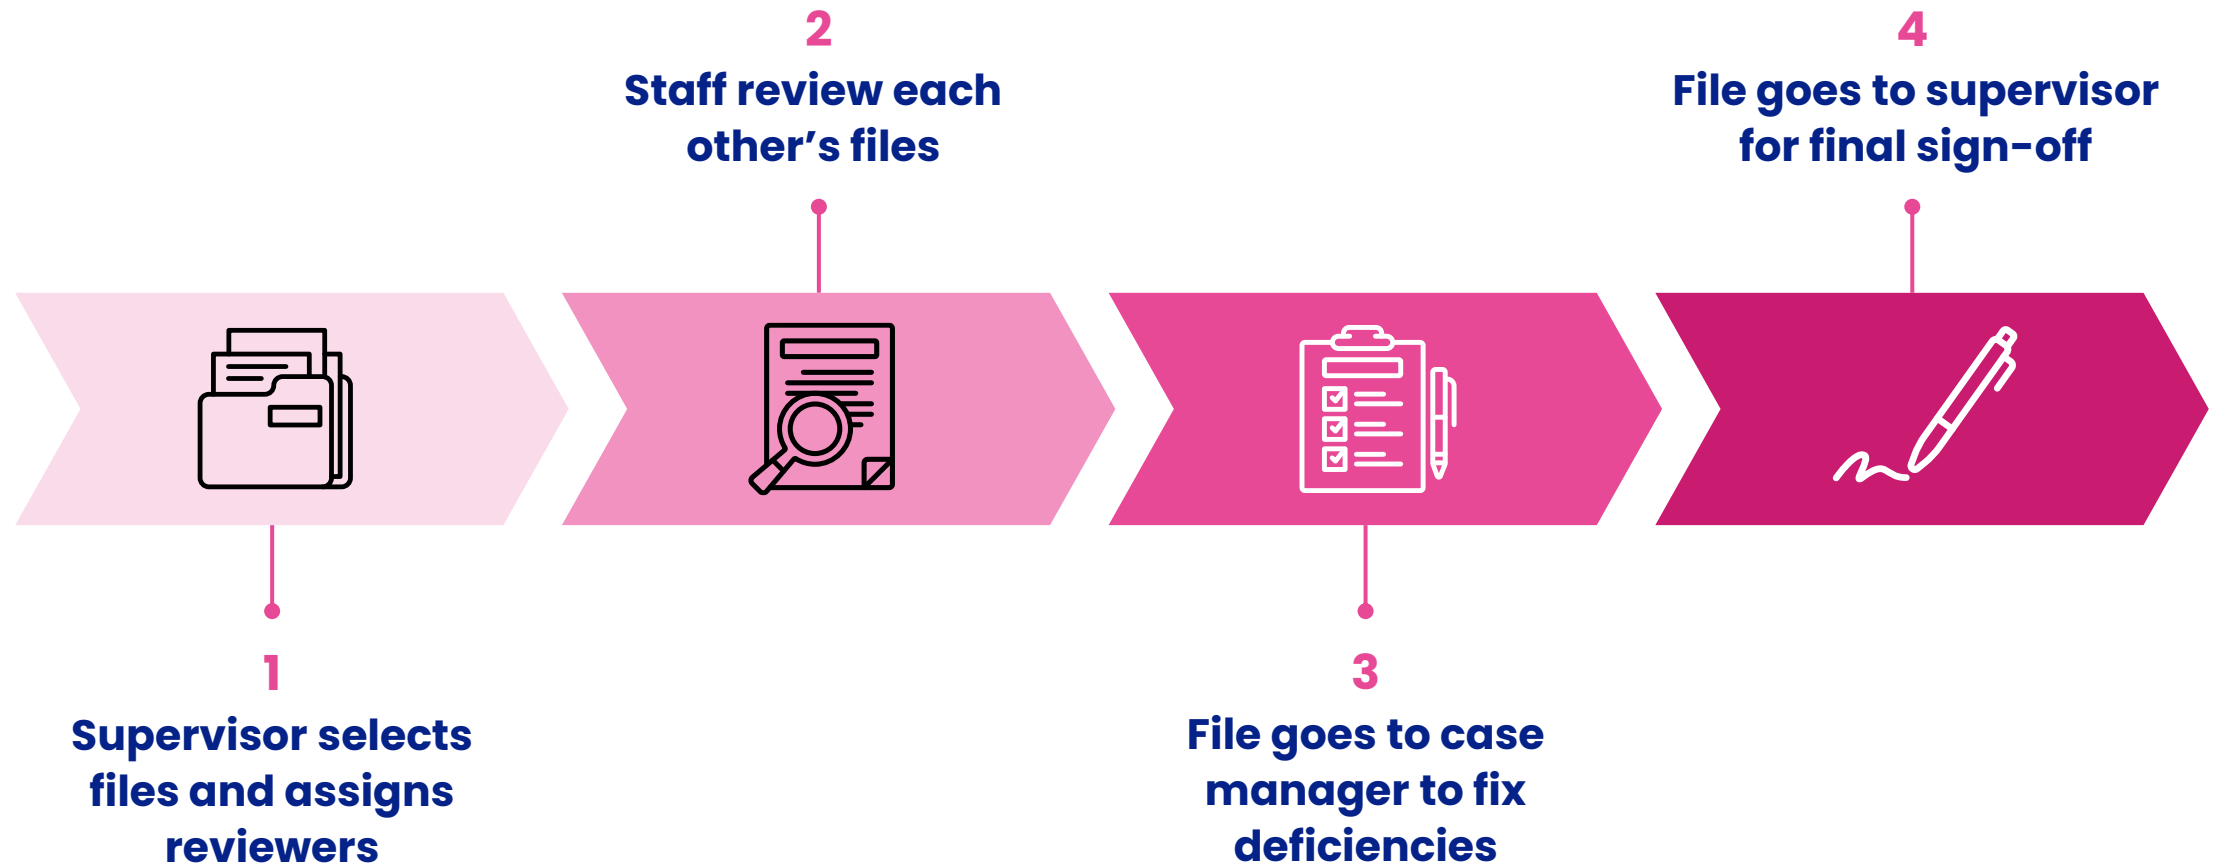 1
Supervisor selects
files and assigns
reviewers
2
Staff review each
other’s files
3
File goes to case
manager to fix
deficiencies
4
File goes to supervisor
for final sign-off